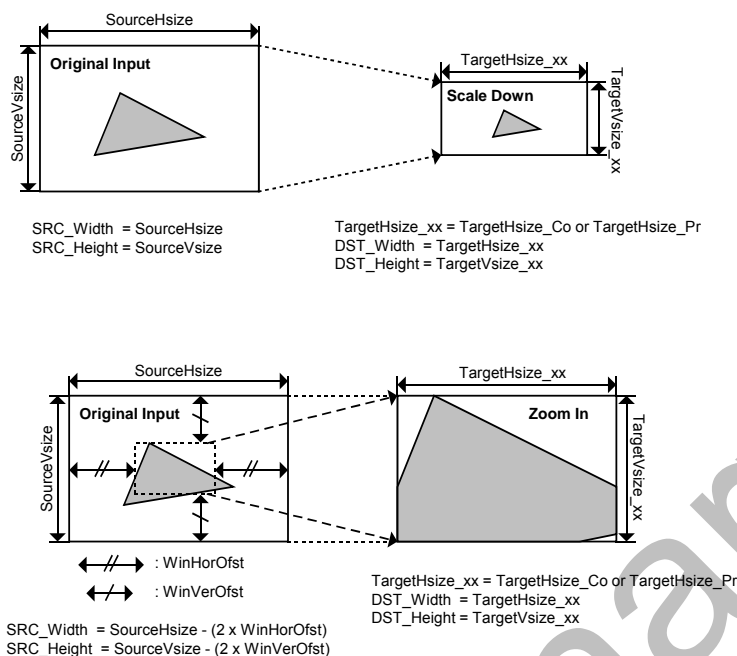 SourceHsize
SourceVsize
Original Input
TargetHsize_xx
TargetVsize_xx
Scale Down
SRC_Width = SourceHsize
SRC_Height = SourceVsize
TargetHsize_xx = TargetHsize_Co or TargetHsize_Pr
DST_Width = TargetHsize_xx
DST_Height = TargetVsize_xx
SourceHsize
SourceVsize
Original Input
TargetHsize_xx
TargetVsize_xx
Zoom In
: WinHorOfst
: WinVerOfst
SRC_Width = SourceHsize - (2 x WinHorOfst)
SRC_Height = SourceVsize - (2 x WinVerOfst)
TargetHsize_xx = TargetHsize_Co or TargetHsize_Pr
DST_Width = TargetHsize_xx
DST_Height = TargetVsize_xx